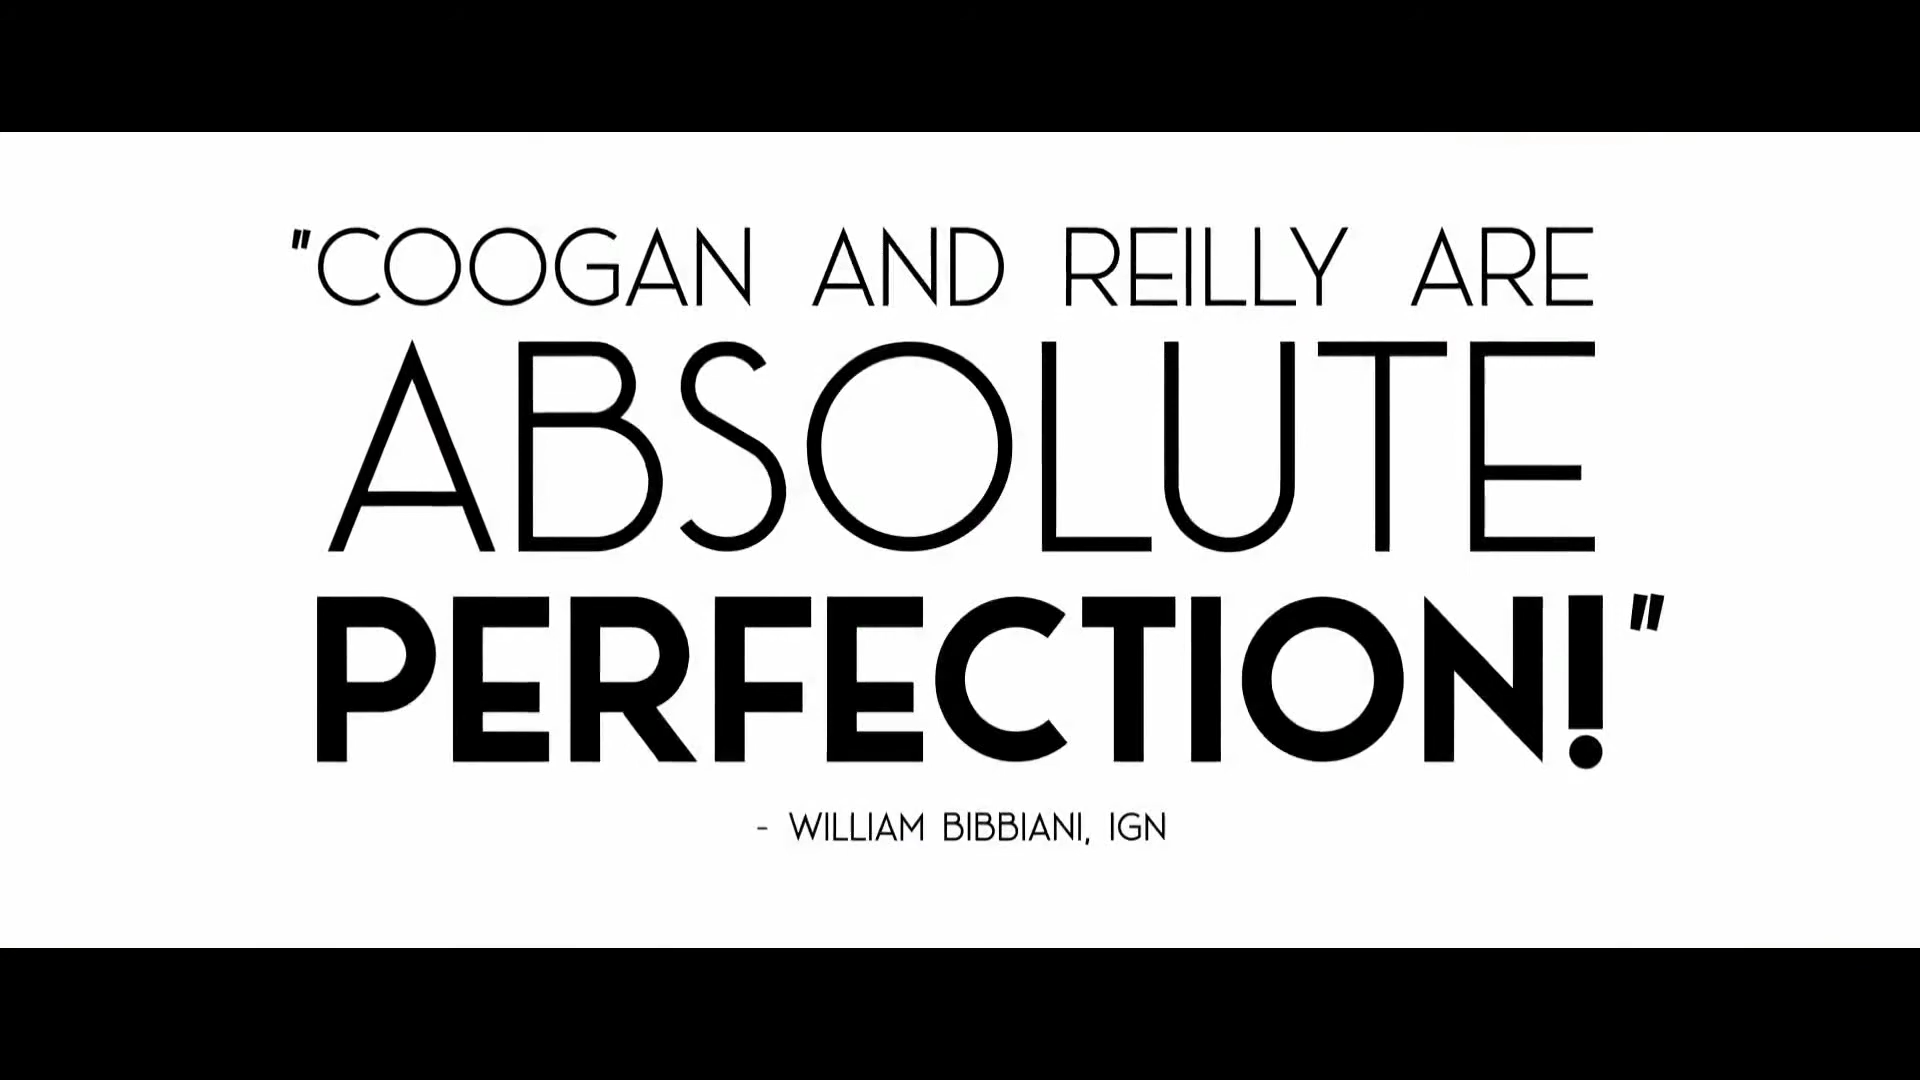 "COOGAN AND REILLY ARE
ABSOLUTE
PERFECTION!"
- WILLIAM BIBBIANI, IGN